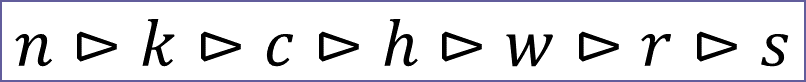 n ⊳ k ⊳ c ⊳ h ⊳ w ⊳ r ⊳ s